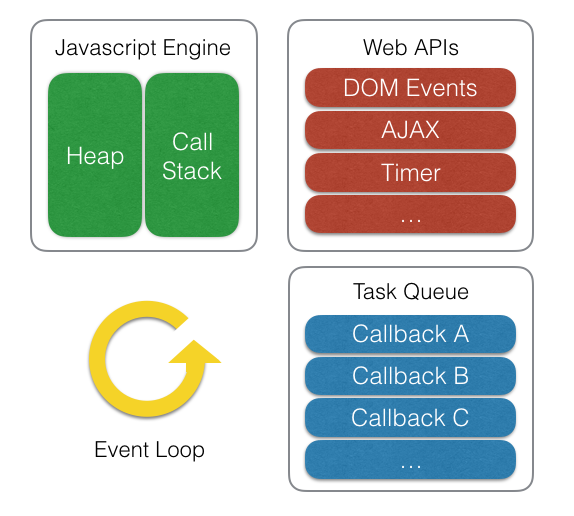 Javascript Engine
Heap
Call
Stack
Web APIs
DOM Events
AJAX
Timer
...
Task Queue
Callback A
Callback B
Callback C
...
Event Loop